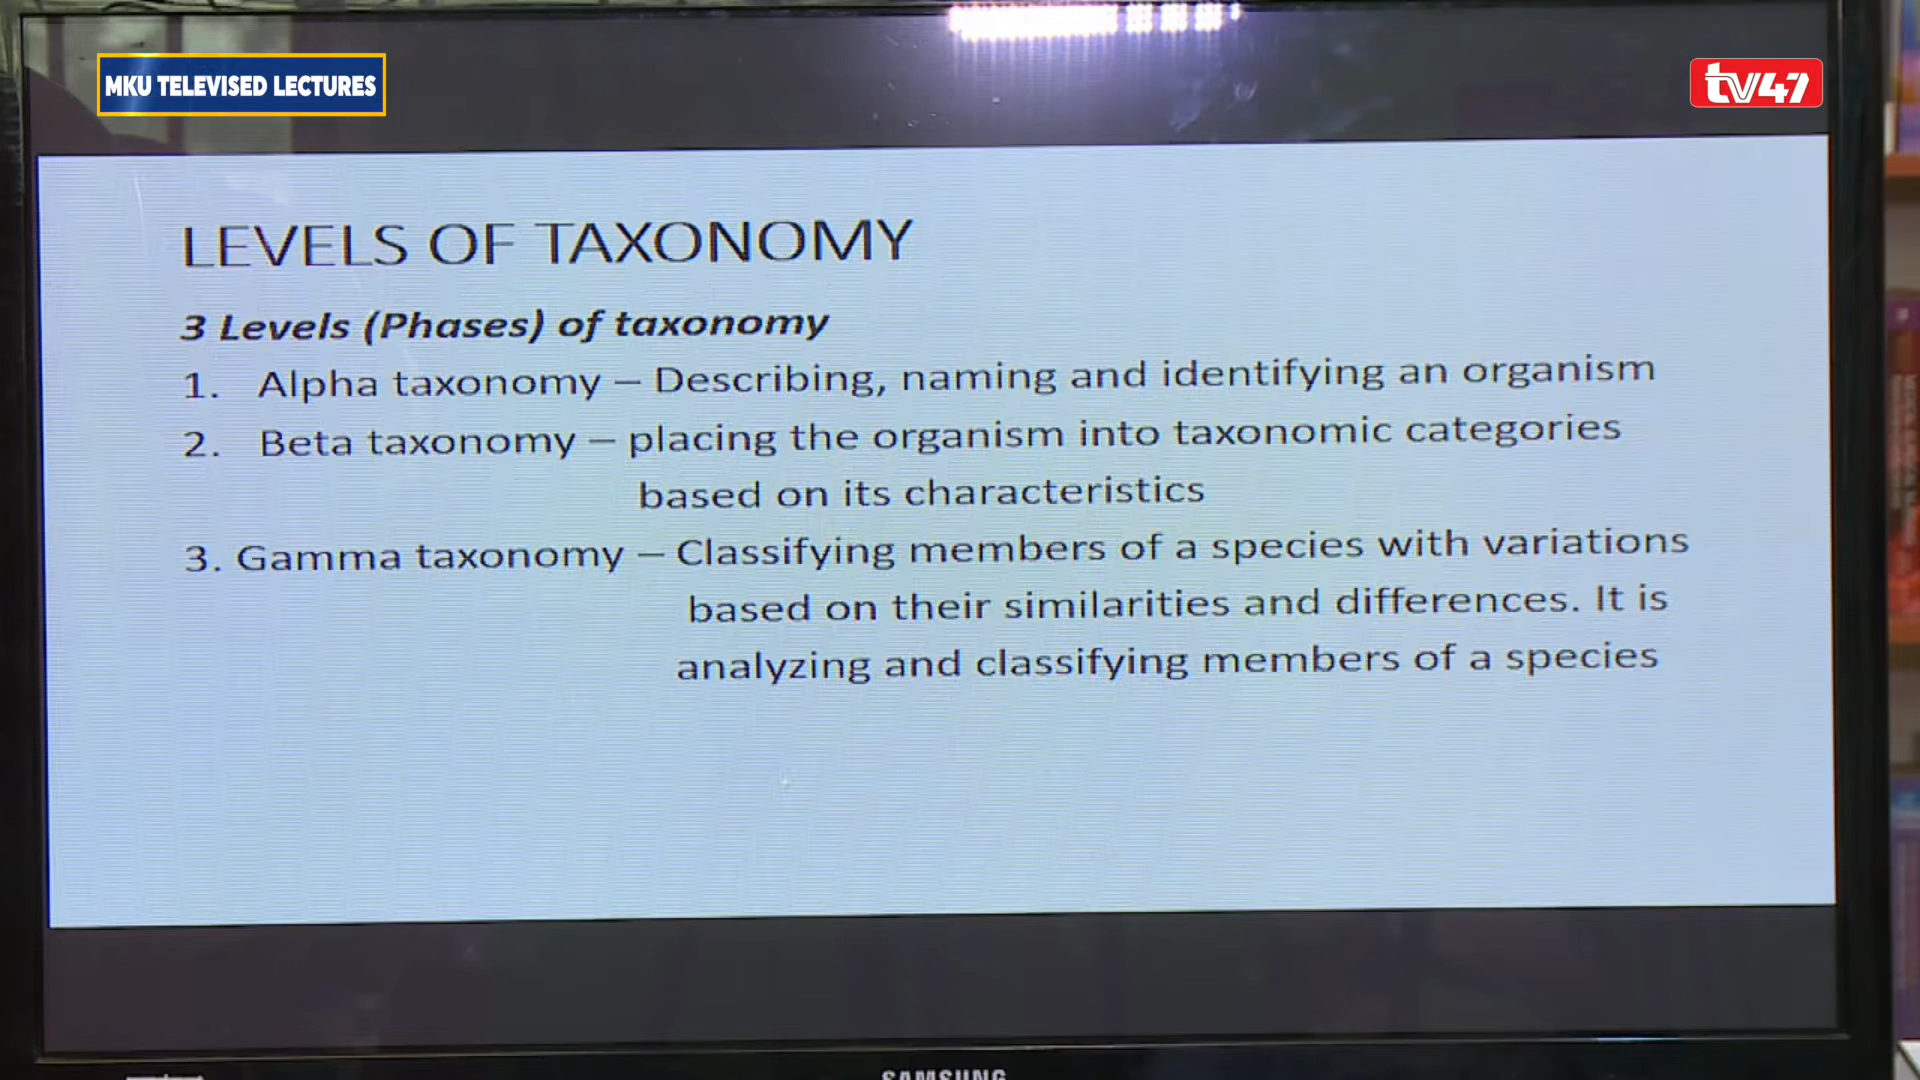 MKU TELEVISED LECTURES
tv47
LEVELS OF TAXONOMY
3 Levels (Phases) of taxonomy
1. Alpha taxonomy – Describing, naming and identifying an organism
2. Beta taxonomy – placing the organism into taxonomic categories
based on its characteristics
3. Gamma taxonomy – Classifying members of a species with variations
based on their similarities and differences. It is
analyzing and classifying members of a species
SAMSUNG